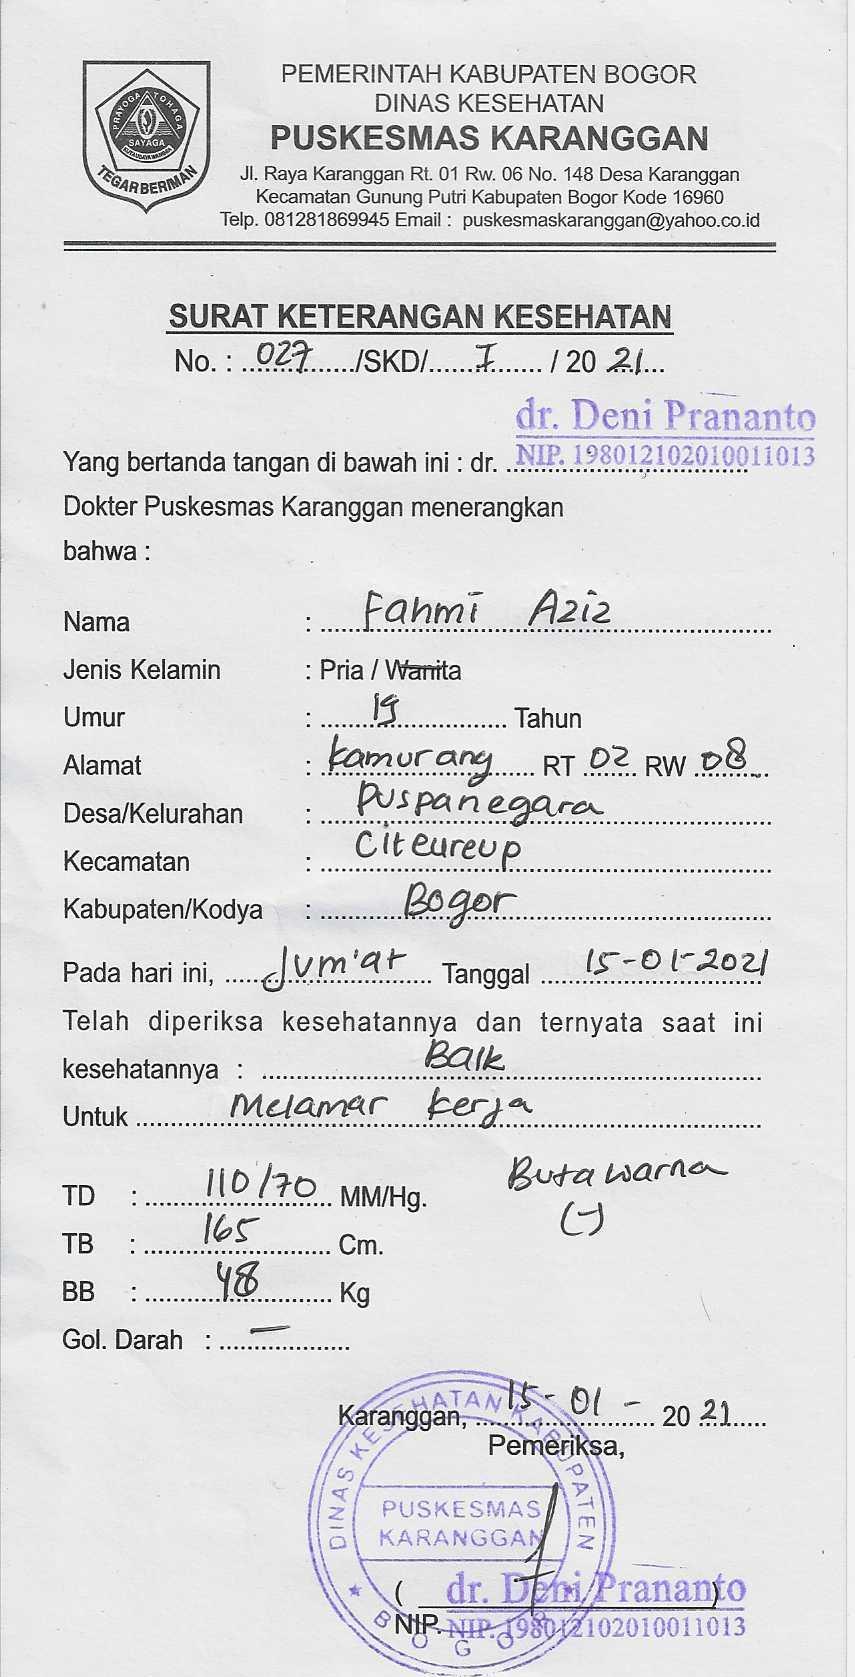 PEMERINTAH KABUPATEN BOGOR
DINAS KESEHATAN
PUSKESMAS KARANGGAN
Jl. Raya Karanggan Rt. 01 Rw. 06 No. 148 Desa Karanggan
Kecamatan Gunung Putri Kabupaten Bogor Kode 16960
Telp. 081281869945 Email : puskesmaskaranggan@yahoo.co.id
PRAYOGA TOHAGA
SAYAGA
TEGAR BERIMAN
SURAT KETERANGAN KESEHATAN
No. : 027 /SKD/ I / 20 21
dr. Deni Prananto
Yang bertanda tangan di bawah ini : dr. NIP. 198012102010011013
Dokter Puskesmas Karanggan menerangkan
bahwa :
Nama : Fahmi Aziz
Jenis Kelamin : Pria / Wanita
Umur : 19 Tahun
Alamat : Kamurang RT 02 RW 08
Desa/Kelurahan : Puspanegara
Kecamatan : Citeureup
Kabupaten/Kodya : Bogor
Pada hari ini, Jum'at Tanggal 15-01-2021
Telah diperiksa kesehatannya dan ternyata saat ini
kesehatannya : Baik
Untuk Melamar Kerja
Buta warna
(-)
TD : 110/70 MM/Hg.
TB : 165 Cm.
BB : 48 Kg
Gol. Darah : -
Karanggan, 15-01- 20 21
Pemeriksa,
DINAS KESEHATAN KABUPATEN
PUSKESMAS
KARANGGAN
BOGOR
( dr. Deni Prananto )
NIP. NIP. 198012102010011013